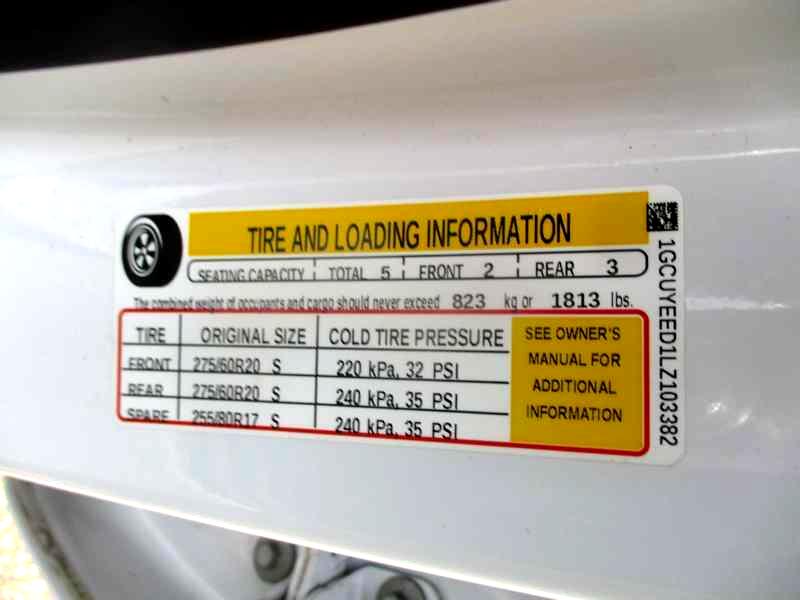 TIRE AND LOADING INFORMATION
SEATING CAPACITY TOTAL 5 FRONT 2 REAR 3
The combined weight of occupants and cargo should never exceed 823 kg or 1813 lbs.
TIRE ORIGINAL SIZE COLD TIRE PRESSURE
FRONT 275/60R20 S 220 kPa, 32 PSI
REAR 275/60R20 S 240 kPa, 35 PSI
SPARE 255/80R17 S 240 kPa, 35 PSI
SEE OWNER'S
MANUAL FOR
ADDITIONAL
INFORMATION
1GCUYEED1LZ103382